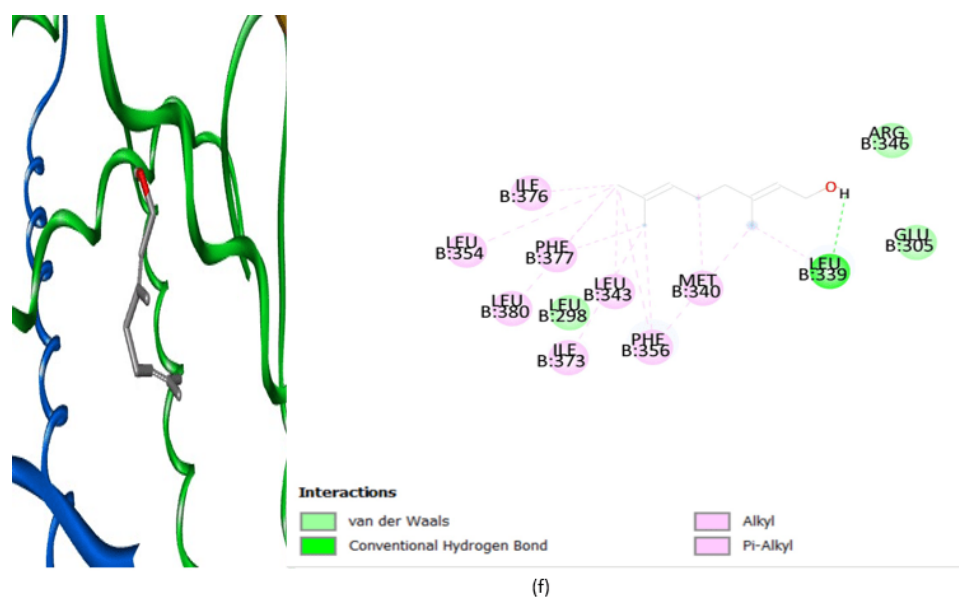 ARG
B:346
ILE
B:376
O
H
GLU
B:305
LEU
B:354
PHE
B:377
LEU
B:339
LEU
B:343
MET
B:340
LEU
B:380
LEU
B:298
PHE
B:356
ILE
B:373
Interactions
van der Waals
Alkyl
Conventional Hydrogen Bond
Pi-Alkyl
(f)